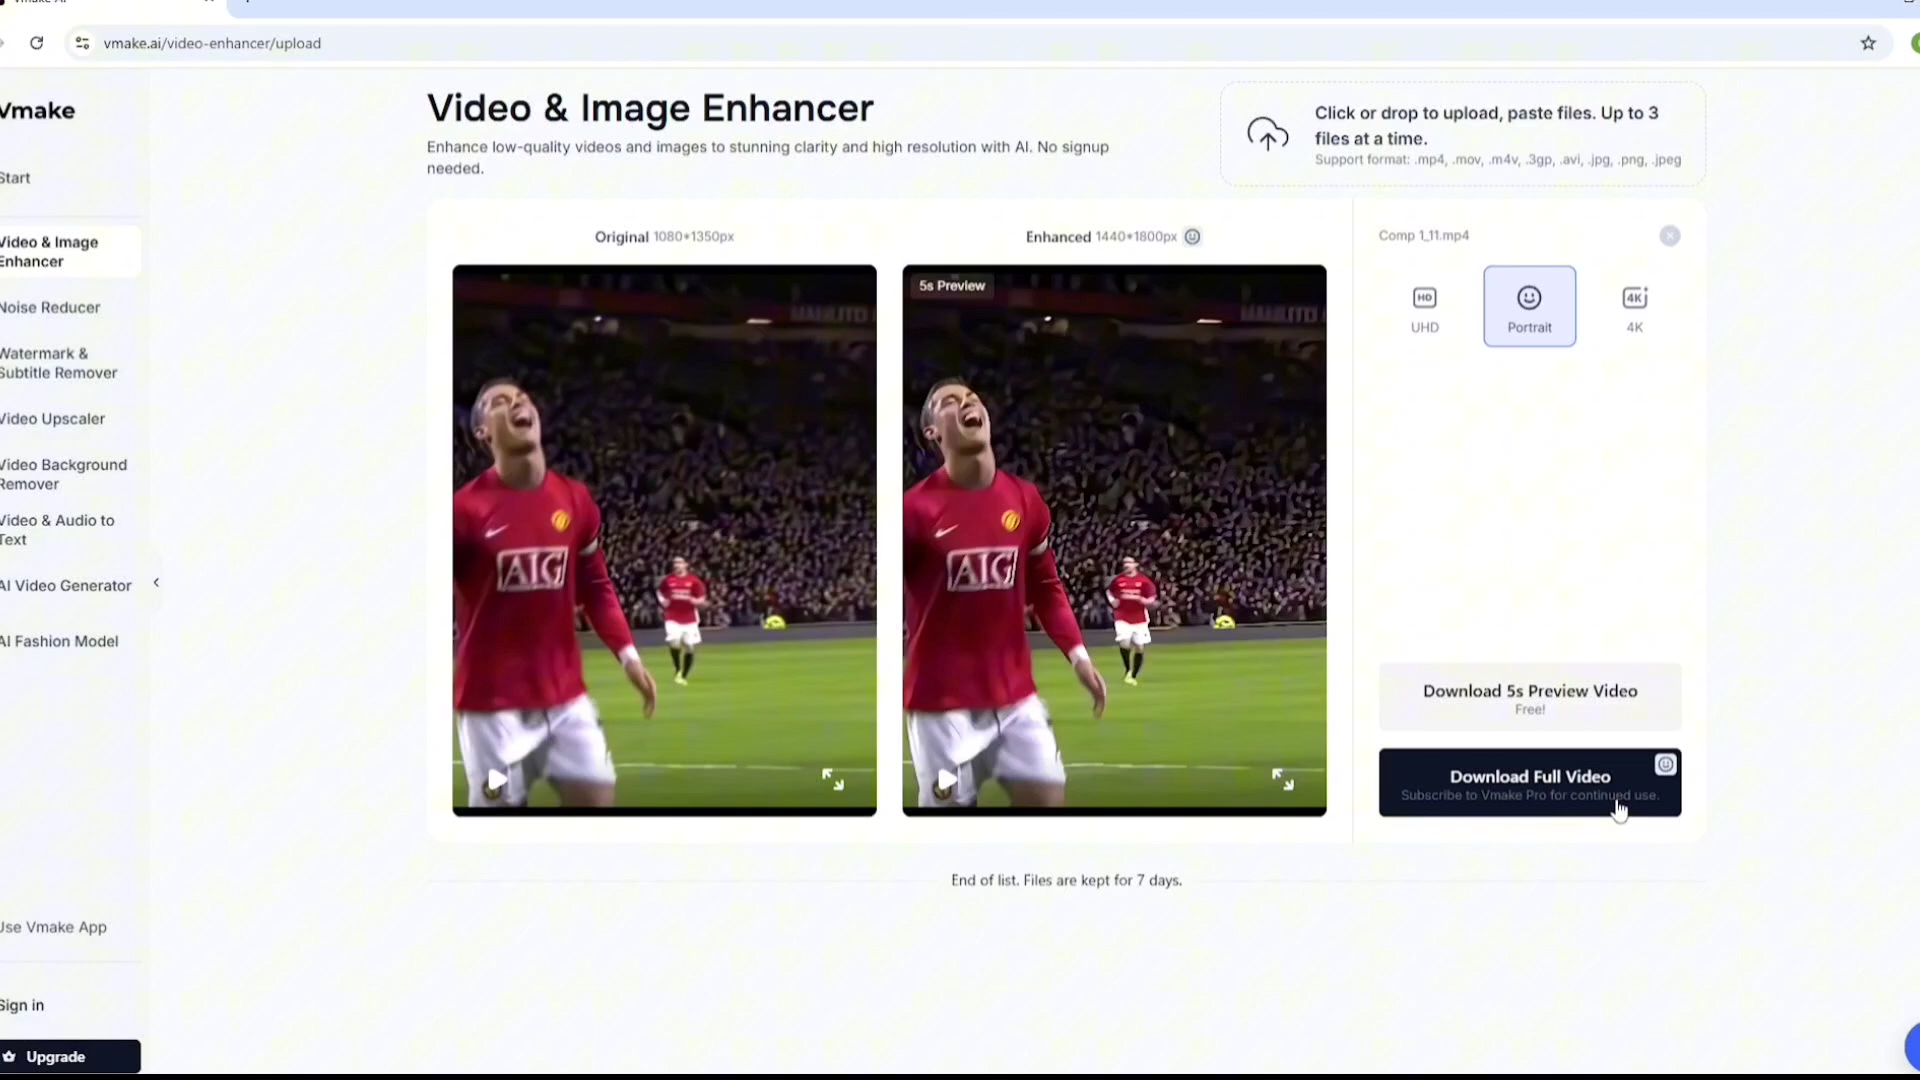 vmake.ai/video-enhancer/upload
Vmake
Start
Video & Image
Enhancer
Noise Reducer
Watermark &
Subtitle Remover
Video Upscaler
Video Background
Remover
Video & Audio to
Text
AI Video Generator
AI Fashion Model
Use Vmake App
Sign in
Upgrade
Video & Image Enhancer
Enhance low-quality videos and images to stunning clarity and high resolution with AI. No signup
needed.
Click or drop to upload, paste files. Up to 3
files at a time.
Support format: .mp4, .mov, .m4v, .3gp, .avi, .jpg, .png, .jpeg
Original 1080*1350px
Enhanced 1440*1800px
5s Preview
AIG
AIG
Comp 1_11.mp4
HD
UHD
Portrait
4K
4K
Download 5s Preview Video
Free!
Download Full Video
Subscribe to Vmake Pro for continued use.
End of list. Files are kept for 7 days.